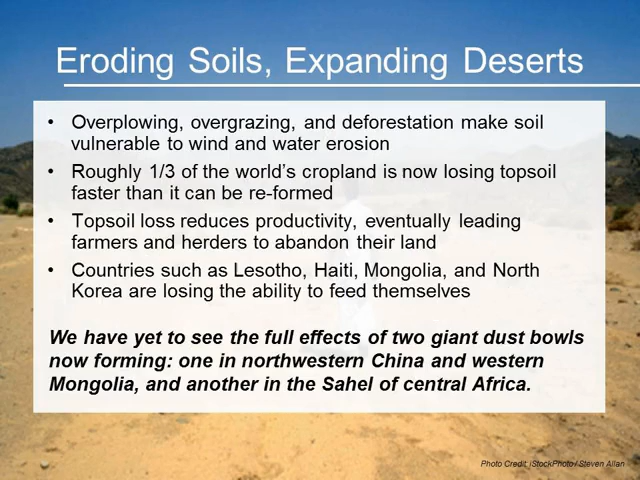 Eroding Soils, Expanding Deserts
• Overplowing, overgrazing, and deforestation make soil
vulnerable to wind and water erosion
• Roughly 1/3 of the world’s cropland is now losing topsoil
faster than it can be re-formed
• Topsoil loss reduces productivity, eventually leading
farmers and herders to abandon their land
• Countries such as Lesotho, Haiti, Mongolia, and North
Korea are losing the ability to feed themselves
We have yet to see the full effects of two giant dust bowls
now forming: one in northwestern China and western
Mongolia, and another in the Sahel of central Africa.
Photo Credit: iStockPhoto / Steven Allan